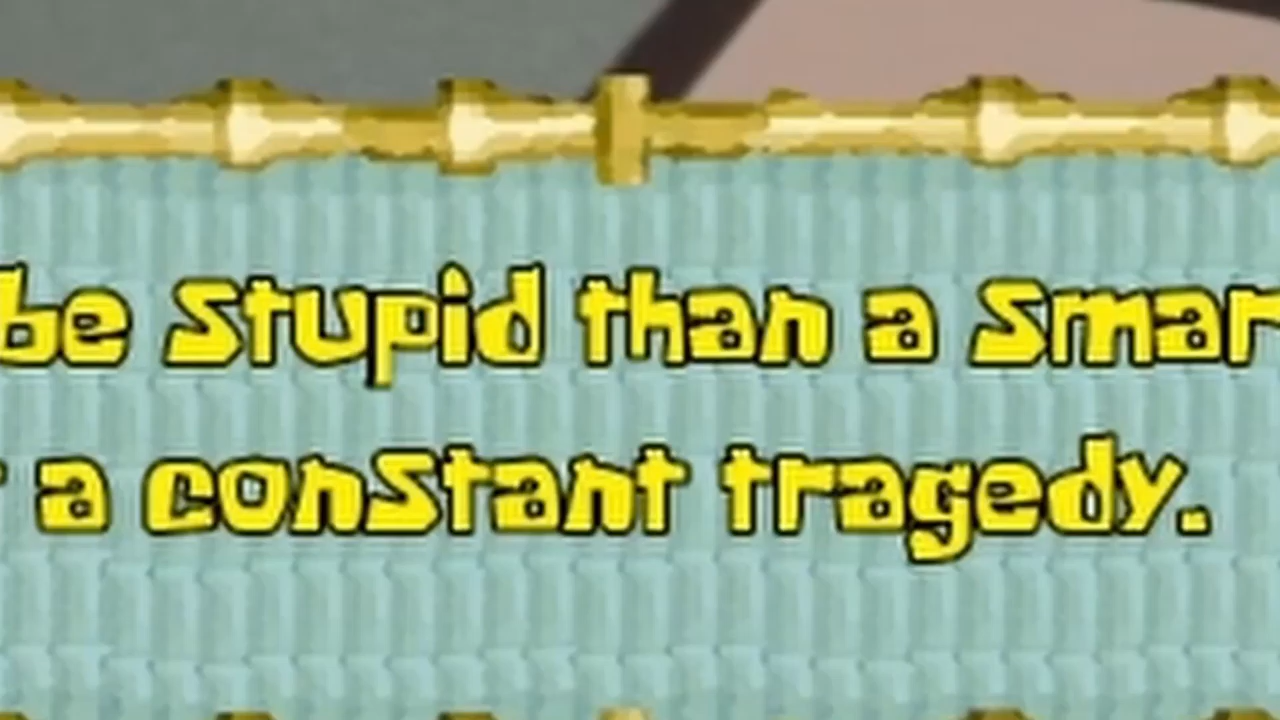 be stupid than a smar
a constant tragedy.